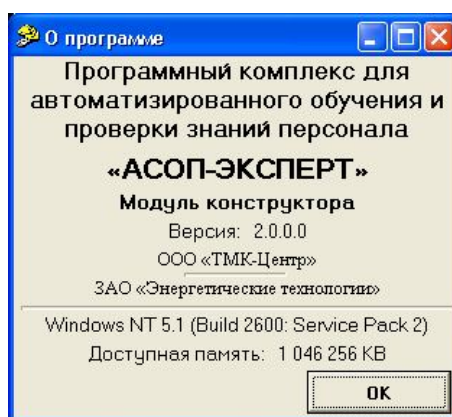 О программе
Программный комплекс для
автоматизированного обучения и
проверки знаний персонала
«АСОП-ЭКСПЕРТ»
Модуль конструктора
Версия: 2.0.0.0
ООО «ТМК-Центр»
ЗАО «Энергетические технологии»
Windows NT 5.1 (Build 2600: Service Pack 2)
Доступная память: 1 046 256 KB
OK